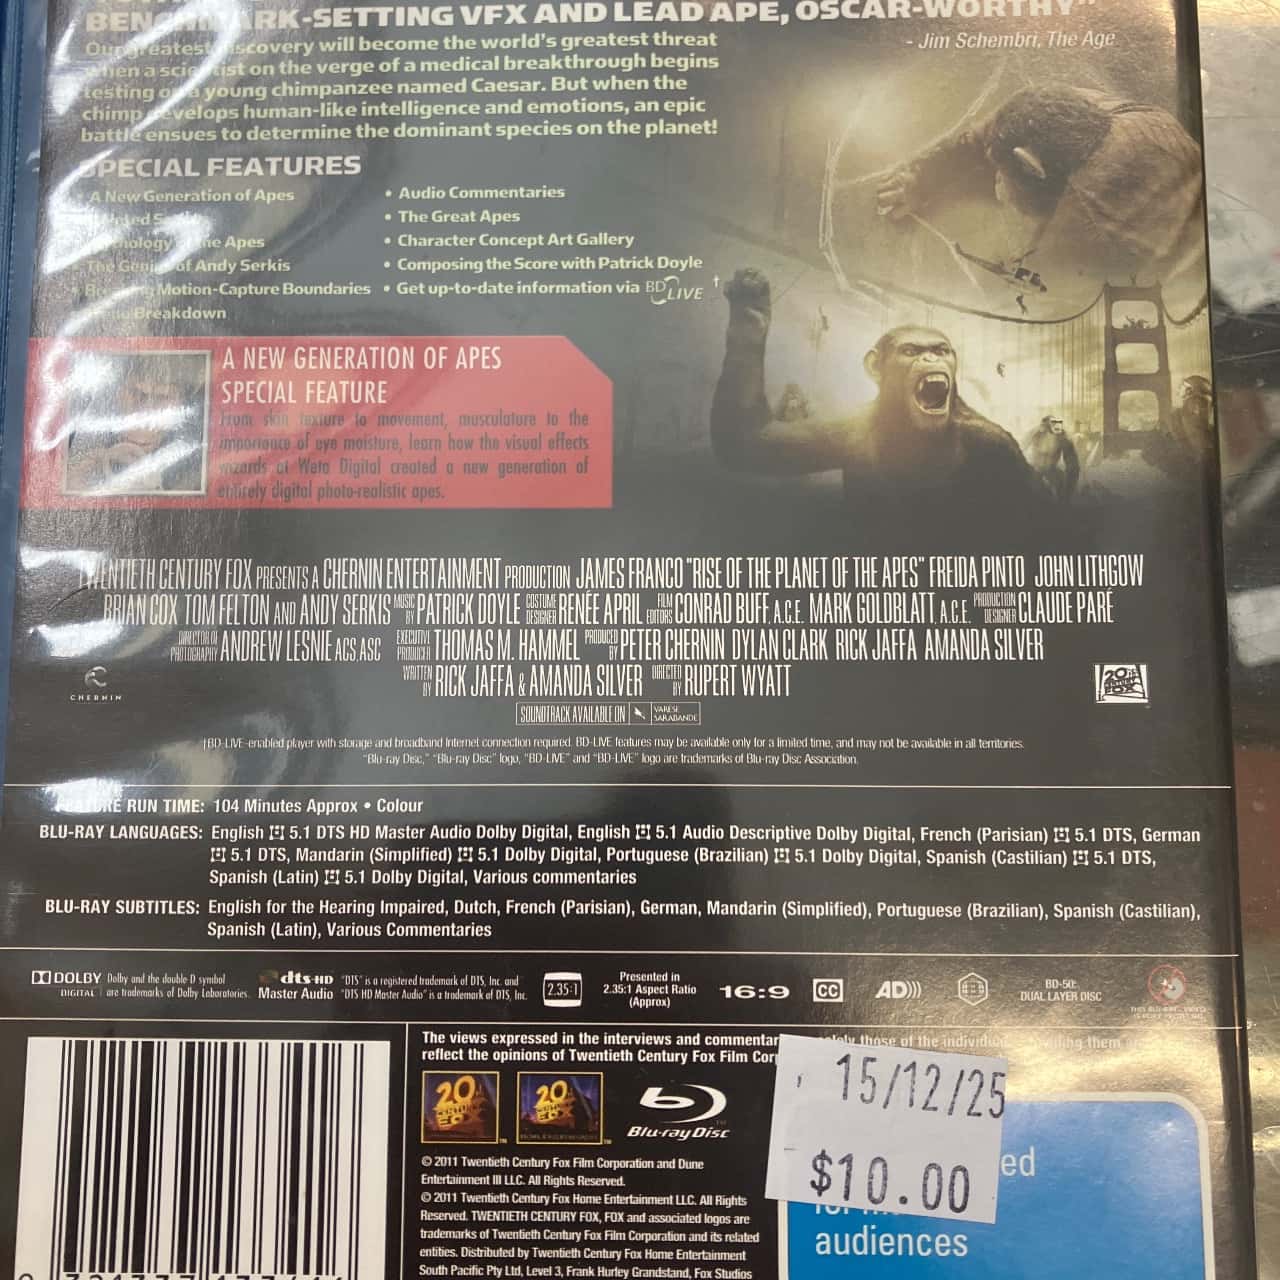 BENCHMARK-SETTING VFX AND LEAD APE, OSCAR-WORTHY"
- Jim Schembri, The Age
Our greatest discovery will become the world's greatest threat
when a scientist on the verge of a medical breakthrough begins
testing on a young chimpanzee named Caesar. But when the
chimp develops human-like intelligence and emotions, an epic
battle ensues to determine the dominant species on the planet!
SPECIAL FEATURES
• A New Generation of Apes
Mythology of the Apes
The Genius of Andy Serkis
Breaking Motion-Capture Boundaries
Breakdown
• Audio Commentaries
• The Great Apes
• Character Concept Art Gallery
• Composing the Score with Patrick Doyle
• Get up-to-date information via BD LIVE †
A NEW GENERATION OF APES
SPECIAL FEATURE
From skin texture to movement, musculature to the
importance of eye moisture, learn how the visual effects
wizards at Weta Digital created a new generation of
entirely digital photo-realistic apes.
TWENTIETH CENTURY FOX PRESENTS A CHERNIN ENTERTAINMENT PRODUCTION JAMES FRANCO "RISE OF THE PLANET OF THE APES" FREIDA PINTO JOHN LITHGOW
BRIAN COX TOM FELTON AND ANDY SERKIS MUSIC BY PATRICK DOYLE COSTUME DESIGNER RENÉE APRIL FILM EDITORS CONRAD BUFF, A.C.E. MARK GOLDBLATT, A.C.E. PRODUCTION DESIGNER CLAUDE PARÉ
DIRECTOR OF PHOTOGRAPHY ANDREW LESNIE ACS, ASC EXECUTIVE PRODUCER THOMAS M. HAMMEL PRODUCED BY PETER CHERNIN DYLAN CLARK RICK JAFFA AMANDA SILVER
WRITTEN BY RICK JAFFA & AMANDA SILVER DIRECTED BY RUPERT WYATT
CHERNIN
20th CENTURY FOX
SOUNDTRACK AVAILABLE ON VARÈSE SARABANDE
†BD-LIVE-enabled player with storage and broadband Internet connection required. BD-LIVE features may be available only for a limited time, and may not be available in all territories.
"Blu-ray Disc," "Blu-ray Disc" logo, "BD-LIVE" and "BD-LIVE" logo are trademarks of Blu-ray Disc Association.
FEATURE RUN TIME: 104 Minutes Approx • Colour
BLU-RAY LANGUAGES: English 5.1 DTS HD Master Audio Dolby Digital, English 5.1 Audio Descriptive Dolby Digital, French (Parisian) 5.1 DTS, German
5.1 DTS, Mandarin (Simplified) 5.1 Dolby Digital, Portuguese (Brazilian) 5.1 Dolby Digital, Spanish (Castilian) 5.1 DTS,
Spanish (Latin) 5.1 Dolby Digital, Various commentaries
BLU-RAY SUBTITLES: English for the Hearing Impaired, Dutch, French (Parisian), German, Mandarin (Simplified), Portuguese (Brazilian), Spanish (Castilian),
Spanish (Latin), Various Commentaries
DOLBY DIGITAL
Dolby and the double-D symbol
are trademarks of Dolby Laboratories.
dts-HD
Master Audio
"DTS" is a registered trademark of DTS, Inc. and
"DTS HD Master Audio" is a trademark of DTS, Inc.
2.35:1
Presented in
2.35:1 Aspect Ratio
(Approx)
16:9
CC
AD)))
BD-50:
DUAL LAYER DISC
The views expressed in the interviews and commentar
solely those of the individuals
reflect the opinions of Twentieth Century Fox Film Corp
20th CENTURY FOX
20th CENTURY FOX
Blu-ray Disc
15/12/25
$10.00
ed
audiences
© 2011 Twentieth Century Fox Film Corporation and Dune
Entertainment III LLC. All Rights Reserved.
© 2011 Twentieth Century Fox Home Entertainment LLC. All Rights
Reserved. TWENTIETH CENTURY FOX, FOX and associated logos are
trademarks of Twentieth Century Fox Film Corporation and its related
entities. Distributed by Twentieth Century Fox Home Entertainment
South Pacific Pty Ltd, Level 3, Frank Hurley Grandstand, Fox Studios